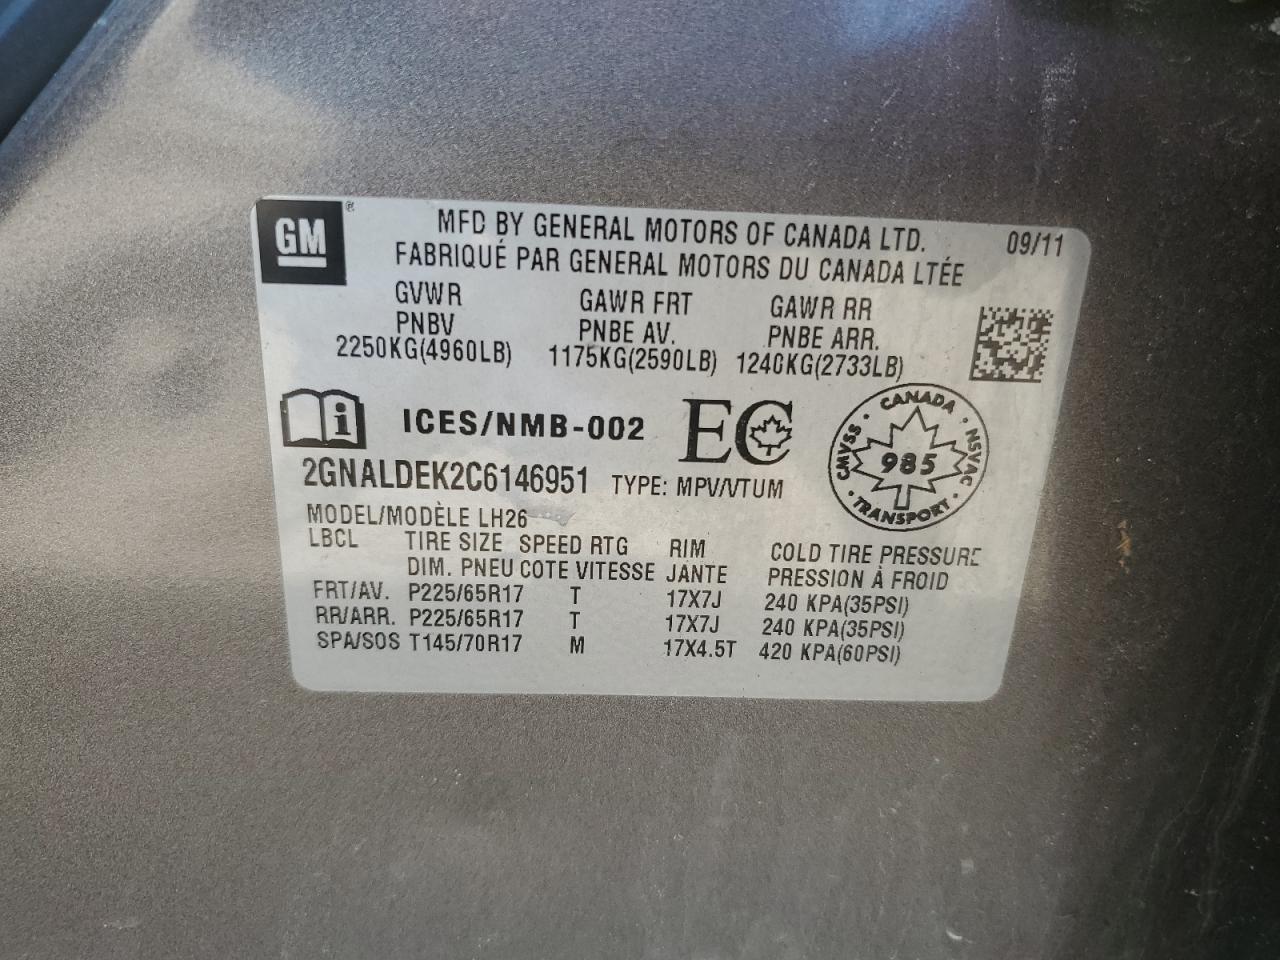 GM ®
MFD BY GENERAL MOTORS OF CANADA LTD. 09/11
FABRIQUÉ PAR GENERAL MOTORS DU CANADA LTÉE
GVWR GAWR FRT GAWR RR
PNBV PNBE AV. PNBE ARR.
2250KG(4960LB) 1175KG(2590LB) 1240KG(2733LB)
ICES/NMB-002 EC
CANADA
CMVSS 985 NSVAC
TRANSPORT
2GNALDEK2C6146951 TYPE: MPV/VTUM
MODEL/MODÈLE LH26
LBCL TIRE SIZE SPEED RTG RIM COLD TIRE PRESSURE
DIM. PNEU COTE VITESSE JANTE PRESSION À FROID
FRT/AV. P225/65R17 T 17X7J 240 KPA(35PSI)
RR/ARR. P225/65R17 T 17X7J 240 KPA(35PSI)
SPA/SOS T145/70R17 M 17X4.5T 420 KPA(60PSI)